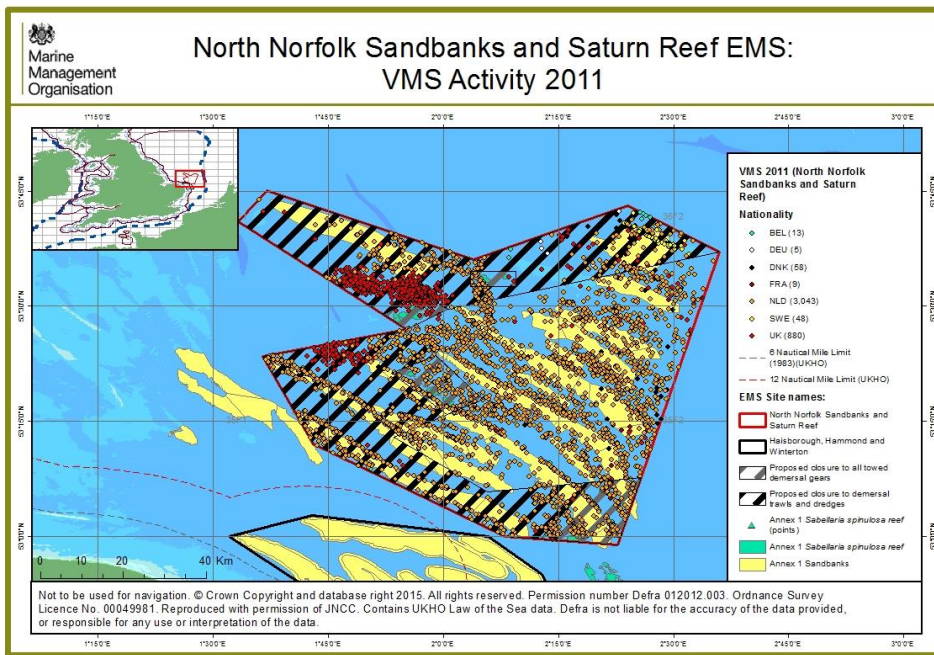 Marine
Management
Organisation
North Norfolk Sandbanks and Saturn Reef EMS:
VMS Activity 2011
1°15'0"E
1°30'0"E
1°45'0"E
2°0'0"E
2°15'0"E
2°30'0"E
3°0'0"E
36F2
VMS 2011 (North Norfolk
Sandbanks and Saturn
Reef)
Nationality
BEL (13)
DEU (5)
DNK (58)
FRA (9)
NLD (3,043)
SWE (48)
UK (880)
6 Nautical Mile Limit
(1983)(UKHO)
12 Nautical Mile Limit (UKHO)
EMS Site names:
North Norfolk Sandbanks and
Saturn Reef
Haisborough, Hammond and
Winterton
Proposed closure to all towed
demersal gears
Proposed closure to demersal
trawls and dredges
Annex 1 Sabellaria spinulosa reef
(points)
Annex 1 Sabellaria spinulosa reef
Annex 1 Sandbanks
0 10 20 40 Km
1°15'0"E
1°30'0"E
1°45'0"E
2°0'0"E
2°15'0"E
2°30'0"E
3°0'0"E
Not to be used for navigation. © Crown Copyright and database right 2015. All rights reserved. Permission number Defra 012012.003. Ordnance Survey
Licence No. 00049981. Reproduced with permission of JNCC. Contains UKHO Law of the Sea data. Defra is not liable for the accuracy of the data provided,
or responsible for any use or interpretation of the data.